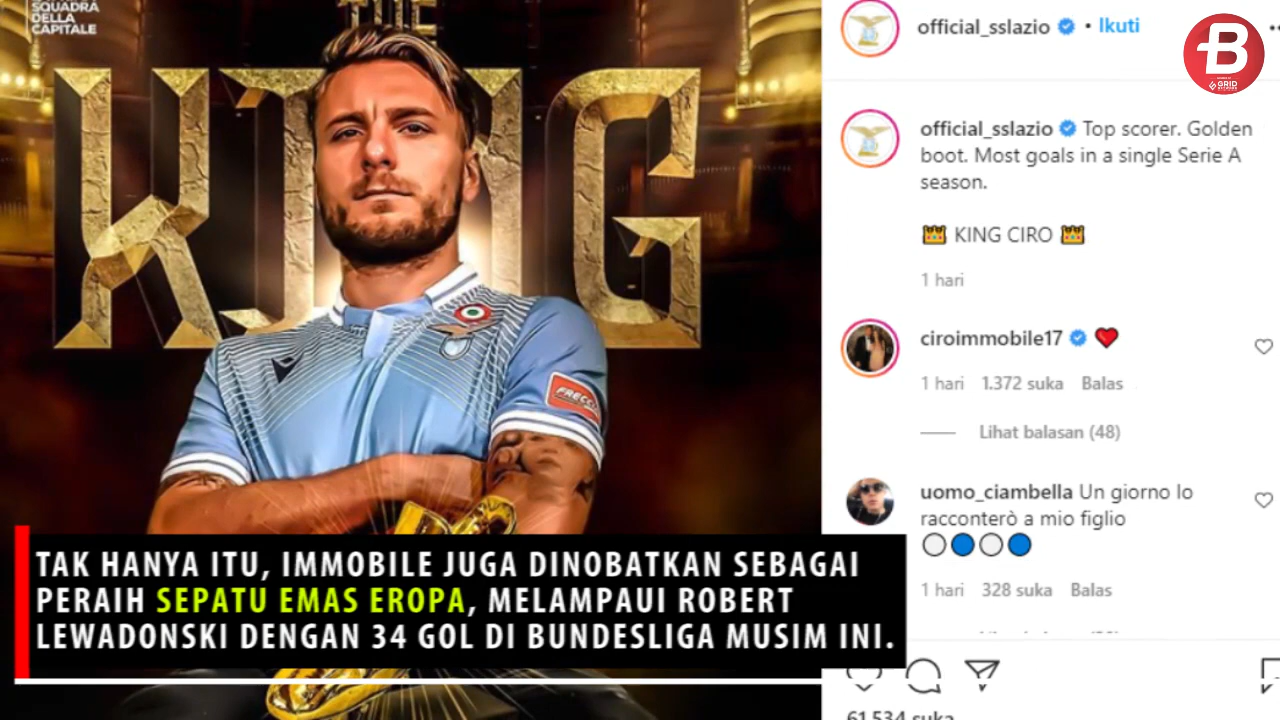 SQUADRA
DELLA
CAPITALE
THE
KING
FRECCI
official_sslazio • Ikuti
B
GRID
official_sslazio Top scorer. Golden
boot. Most goals in a single Serie A
season.
👑 KING CIRO 👑
1 hari
ciroimmobile17 ❤️
1 hari 1.372 suka Balas
Lihat balasan (48)
uomo_ciambella Un giorno lo
racconterò a mio figlio
⚪🔵⚪🔵
1 hari 328 suka Balas
61.534 suka
TAK HANYA ITU, IMMOBILE JUGA DINOBATKAN SEBAGAI
PERAIH SEPATU EMAS EROPA, MELAMPAUI ROBERT
LEWADONSKI DENGAN 34 GOL DI BUNDESLIGA MUSIM INI.